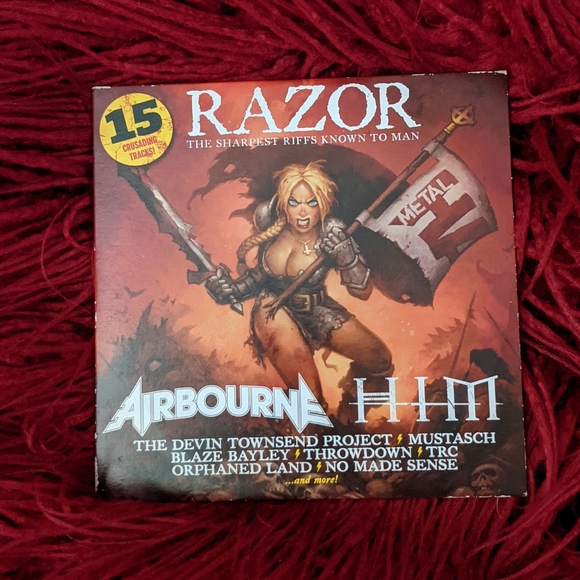 15
CRUSADING
TRACKS!
RAZOR
THE SHARPEST RIFFS KNOWN TO MAN
METAL
AIRBOURNE HIM
THE DEVIN TOWNSEND PROJECT MUSTASCH
BLAZE BAYLEY THROWDOWN TRC
ORPHANED LAND NO MADE SENSE
...and more!